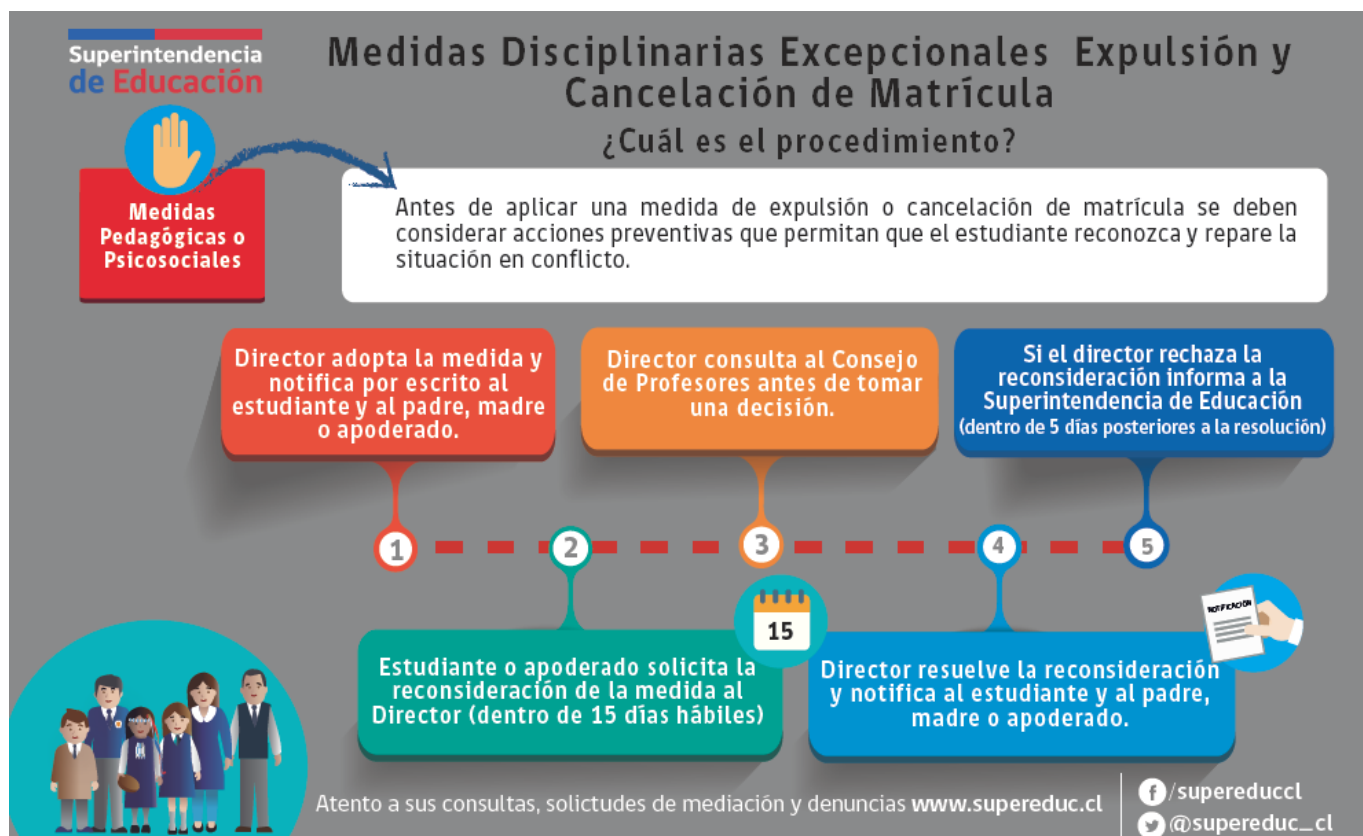 Superintendencia
de Educación
Medidas Disciplinarias Excepcionales Expulsión y
Cancelación de Matrícula
¿Cuál es el procedimiento?
Medidas
Pedagógicas o
Psicosociales
Antes de aplicar una medida de expulsión o cancelación de matrícula se deben
considerar acciones preventivas que permitan que el estudiante reconozca y repare la
situación en conflicto.
Director adopta la medida y
notifica por escrito al
estudiante y al padre, madre
o apoderado.
Director consulta al Consejo
de Profesores antes de tomar
una decisión.
Si el director rechaza la
reconsideración informa a la
Superintendencia de Educación
(dentro de 5 días posteriores a la resolución)
1
2
3
4
5
15
NOTIFICACIÓN
Estudiante o apoderado solicita la
reconsideración de la medida al
Director (dentro de 15 días hábiles)
Director resuelve la reconsideración
y notifica al estudiante y al padre,
madre o apoderado.
Atento a sus consultas, solictudes de mediación y denuncias www.supereduc.cl
/supereduccl
@supereduc_cl